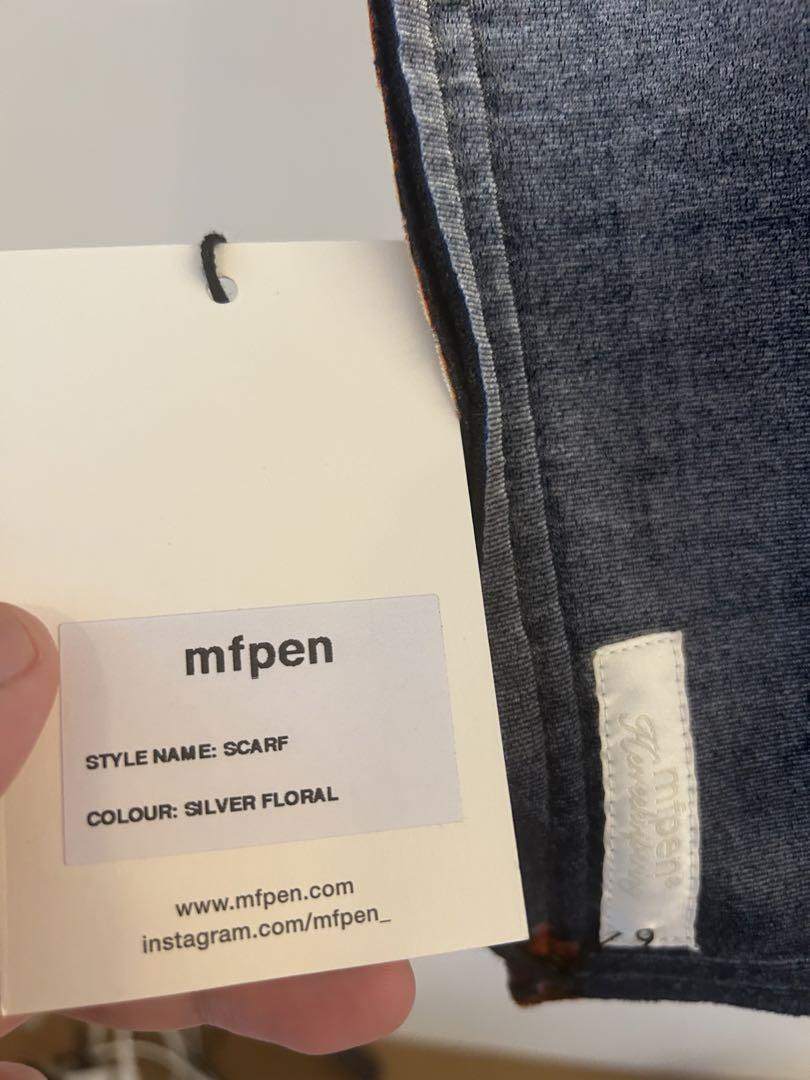 mfpen
STYLE NAME: SCARF
COLOUR: SILVER FLORAL
www.mfpen.com
instagram.com/mfpen_
mfpen®